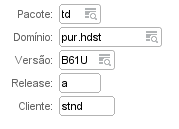 Pacote: td
Domínio: pur.hdst
Versão: B61U
Release: a
Cliente: stnd